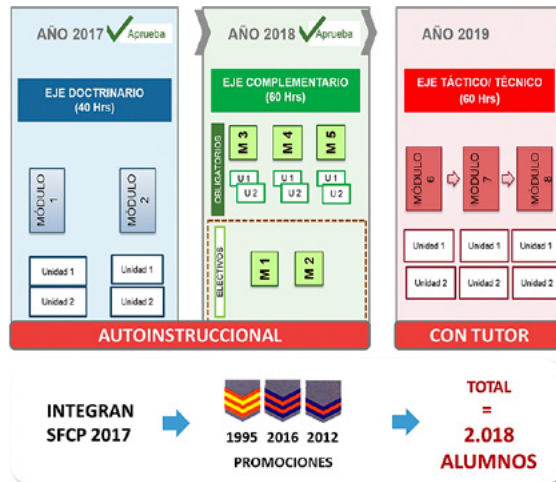 AÑO 2017 Aprueba
EJE DOCTRINARIO
(40 Hrs)
MÓDULO
1
MÓDULO
2
Unidad 1
Unidad 2
Unidad 1
Unidad 2
AÑO 2018 Aprueba
EJE COMPLEMENTARIO
(60 Hrs)
OBLIGATORIOS
M 3
M 4
M 5
U 1
U 2
U 1
U 2
U 1
U 2
ELECTIVOS
M 1
M 2
AUTOINSTRUCCIONAL
AÑO 2019
EJE TÁCTICO/ TÉCNICO
(60 Hrs)
MÓDULO
6
MÓDULO
7
MÓDULO
8
Unidad 1
Unidad 1
Unidad 1
Unidad 2
Unidad 2
Unidad 2
CON TUTOR
INTEGRAN
SFCP 2017
1995 2016 2012
PROMOCIONES
TOTAL
=
2.018
ALUMNOS